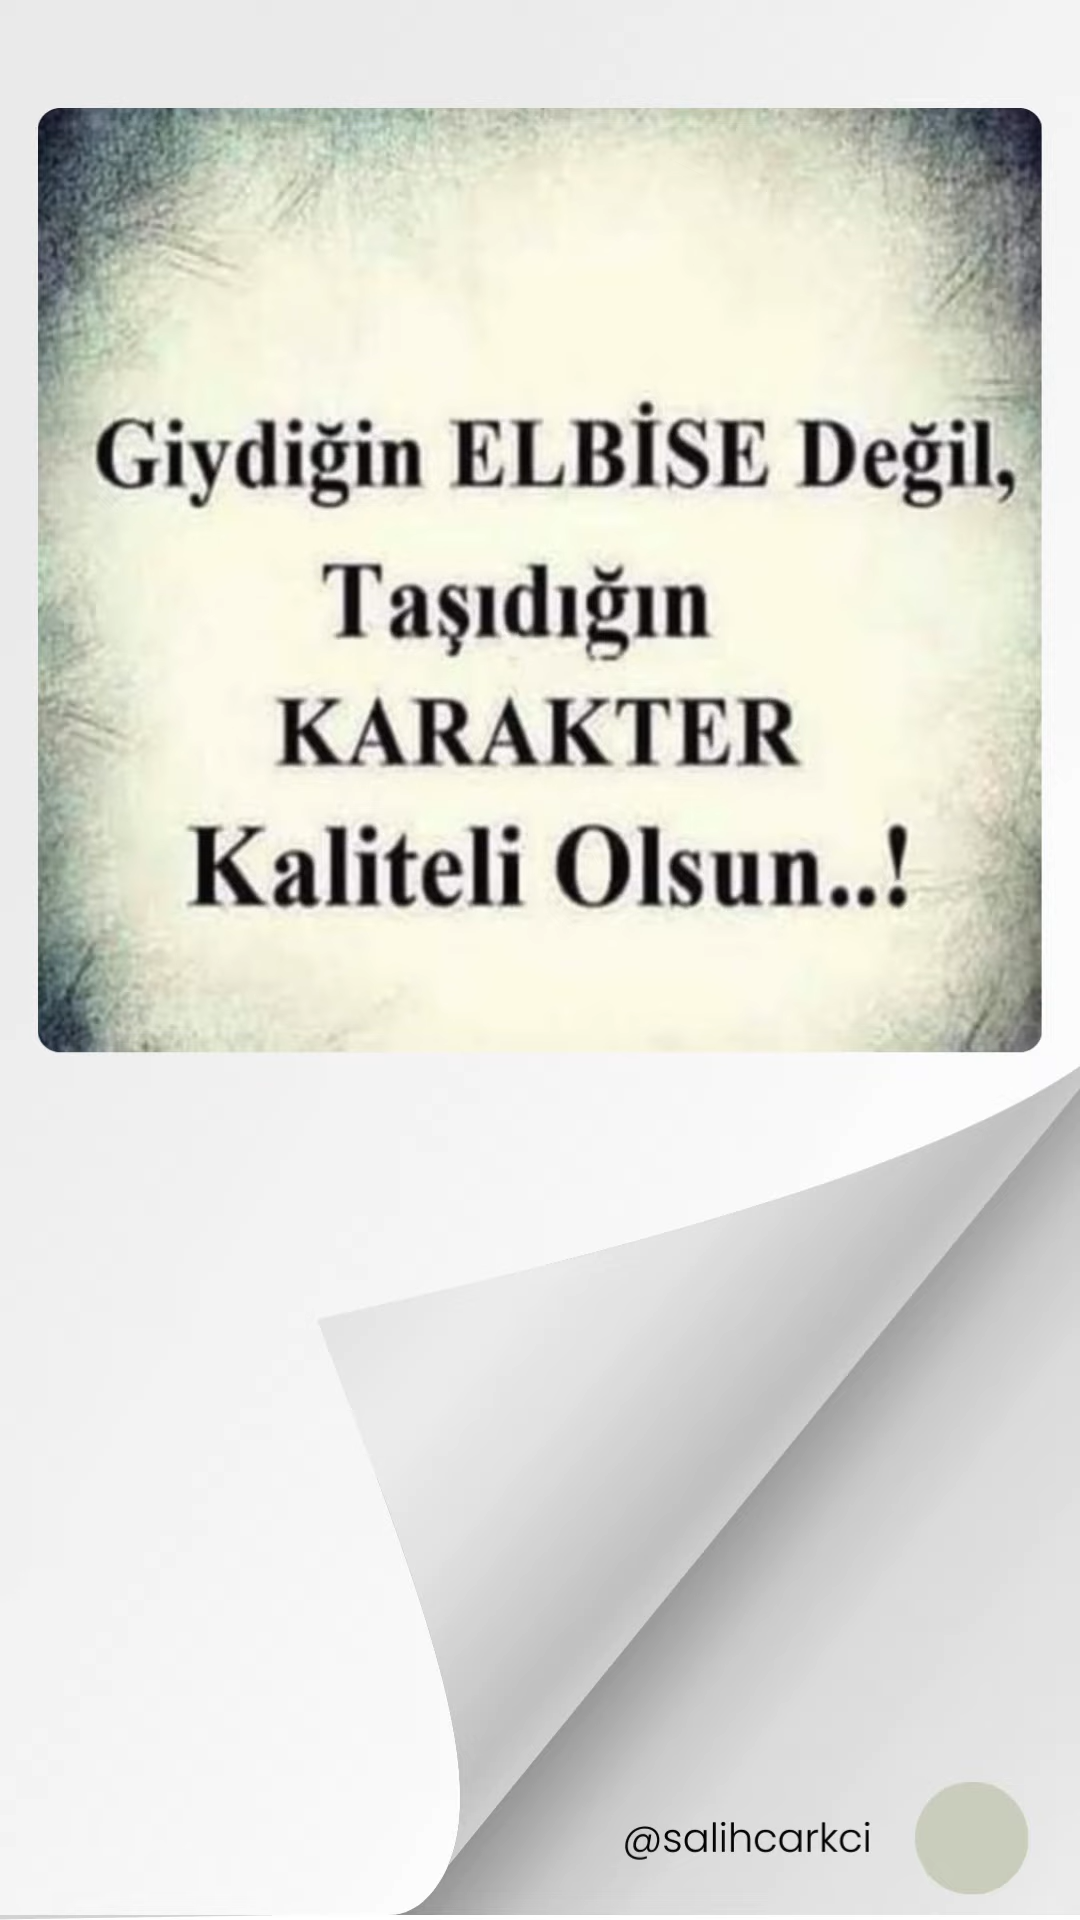 Giydiğin ELBİSE Değil,
Taşıdığın
KARAKTER
Kaliteli Olsun..!
@salihcarkci